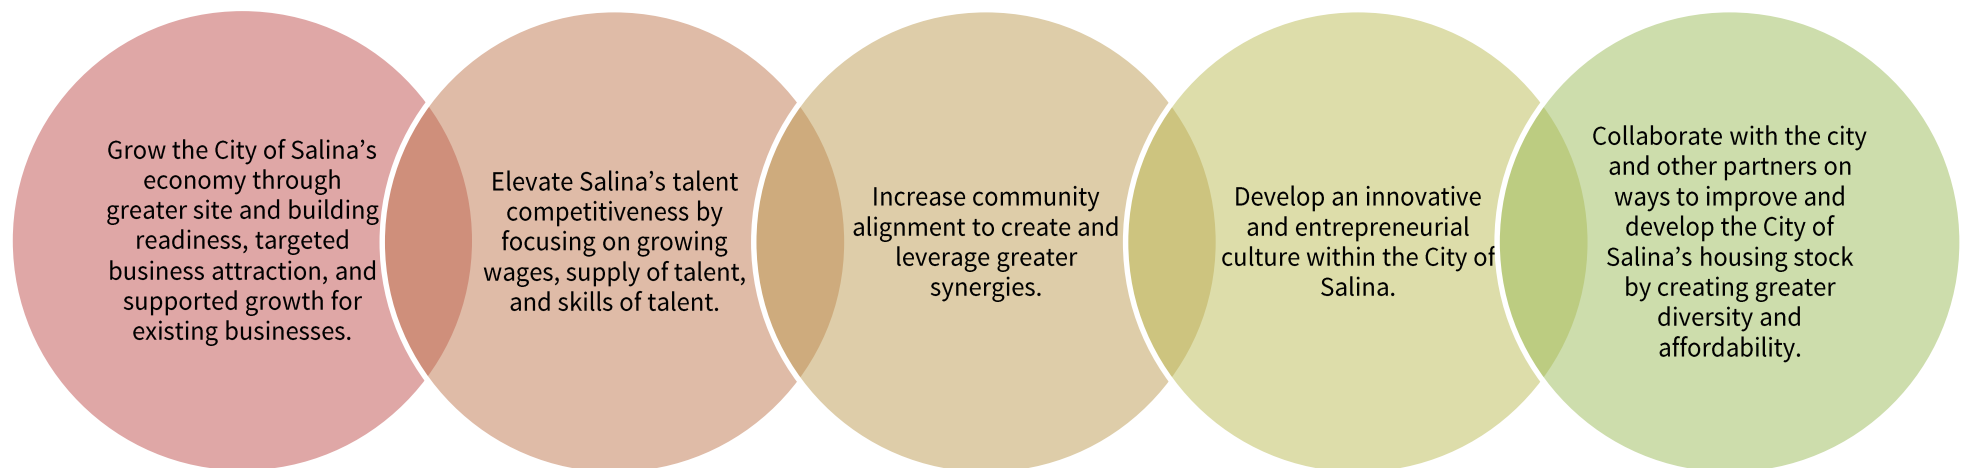 Grow the City of Salina’s
economy through
greater site and building
readiness, targeted
business attraction, and
supported growth for
existing businesses.
Elevate Salina’s talent
competitiveness by
focusing on growing
wages, supply of talent,
and skills of talent.
Increase community
alignment to create and
leverage greater
synergies.
Develop an innovative
and entrepreneurial
culture within the City of
Salina.
Collaborate with the city
and other partners on
ways to improve and
develop the City of
Salina’s housing stock
by creating greater
diversity and
affordability.